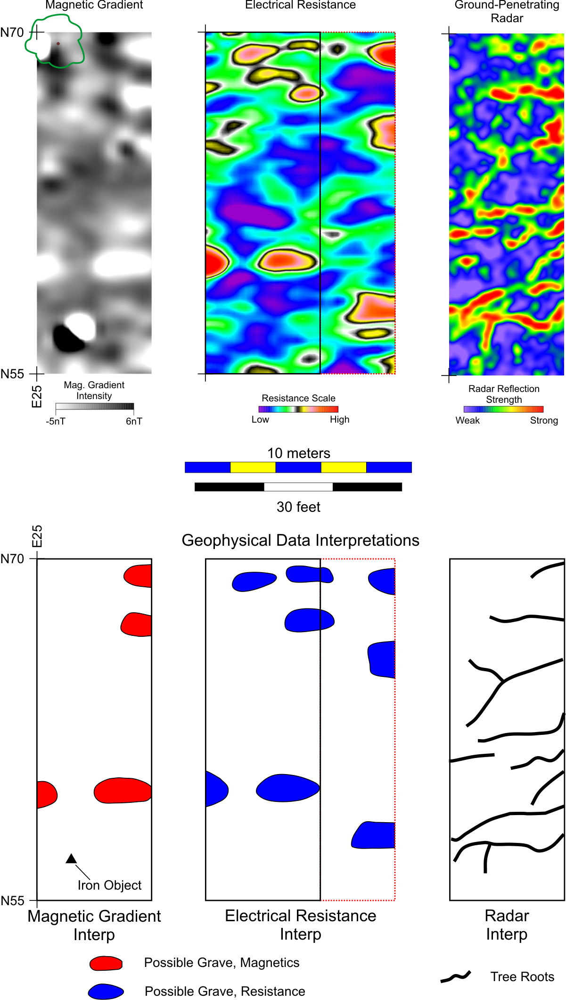 Magnetic Gradient
Electrical Resistance
Ground-Penetrating
Radar
N70
N55
E25
Mag. Gradient
Intensity
-5nT
6nT
Resistance Scale
Low
High
Radar Reflection
Strength
Weak
Strong
10 meters
30 feet
E25
Geophysical Data Interpretations
N70
Iron Object
N55
Magnetic Gradient
Interp
Electrical Resistance
Interp
Radar
Interp
Possible Grave, Magnetics
Possible Grave, Resistance
Tree Roots